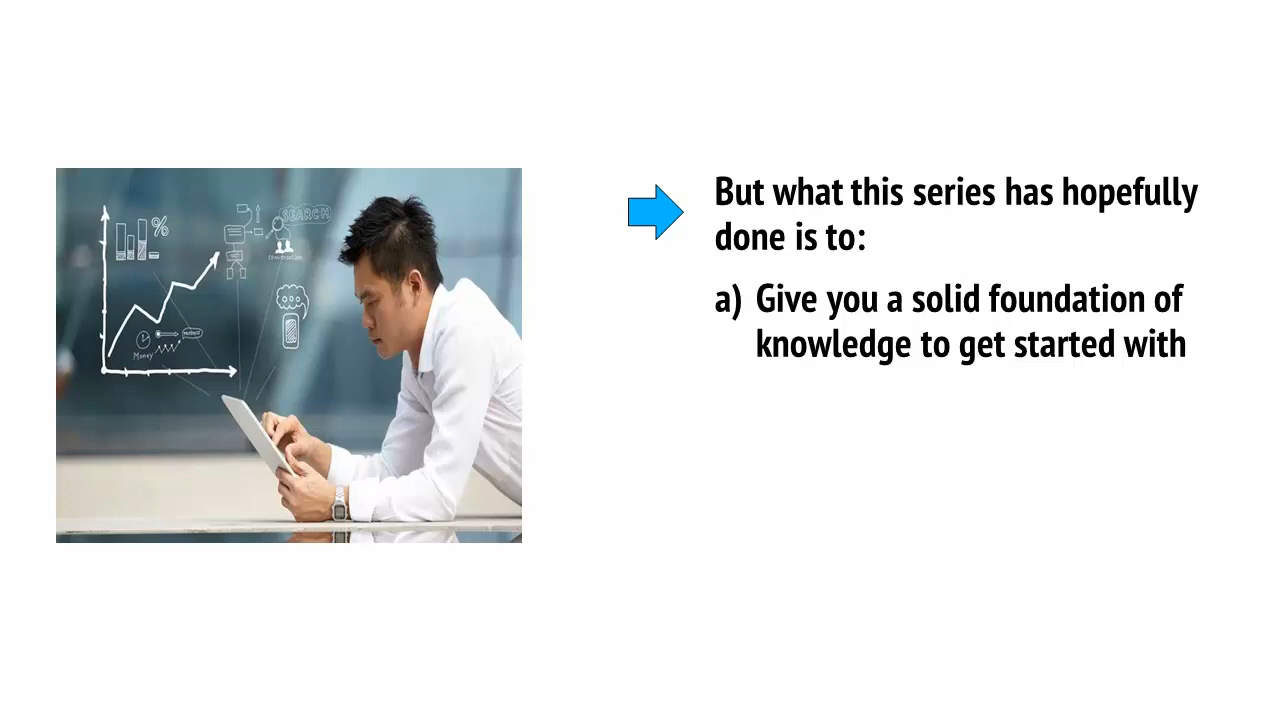 But what this series has hopefully
done is to:
a) Give you a solid foundation of
knowledge to get started with
%
SEARCH
Money